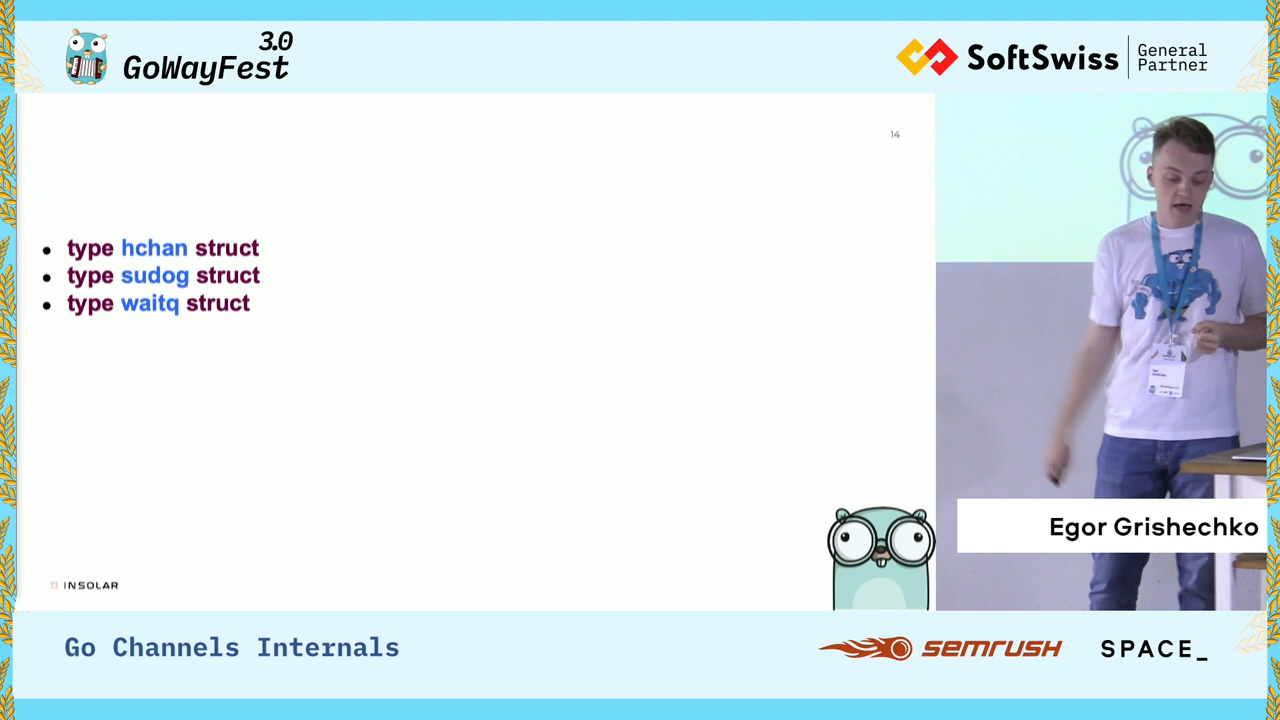 3.0
GoWayFest
SoftSwiss
General
Partner
14
• type hchan struct
• type sudog struct
• type waitq struct
INSOLAR
Egor Grishechko
Go Channels Internals
semrush
SPACE_